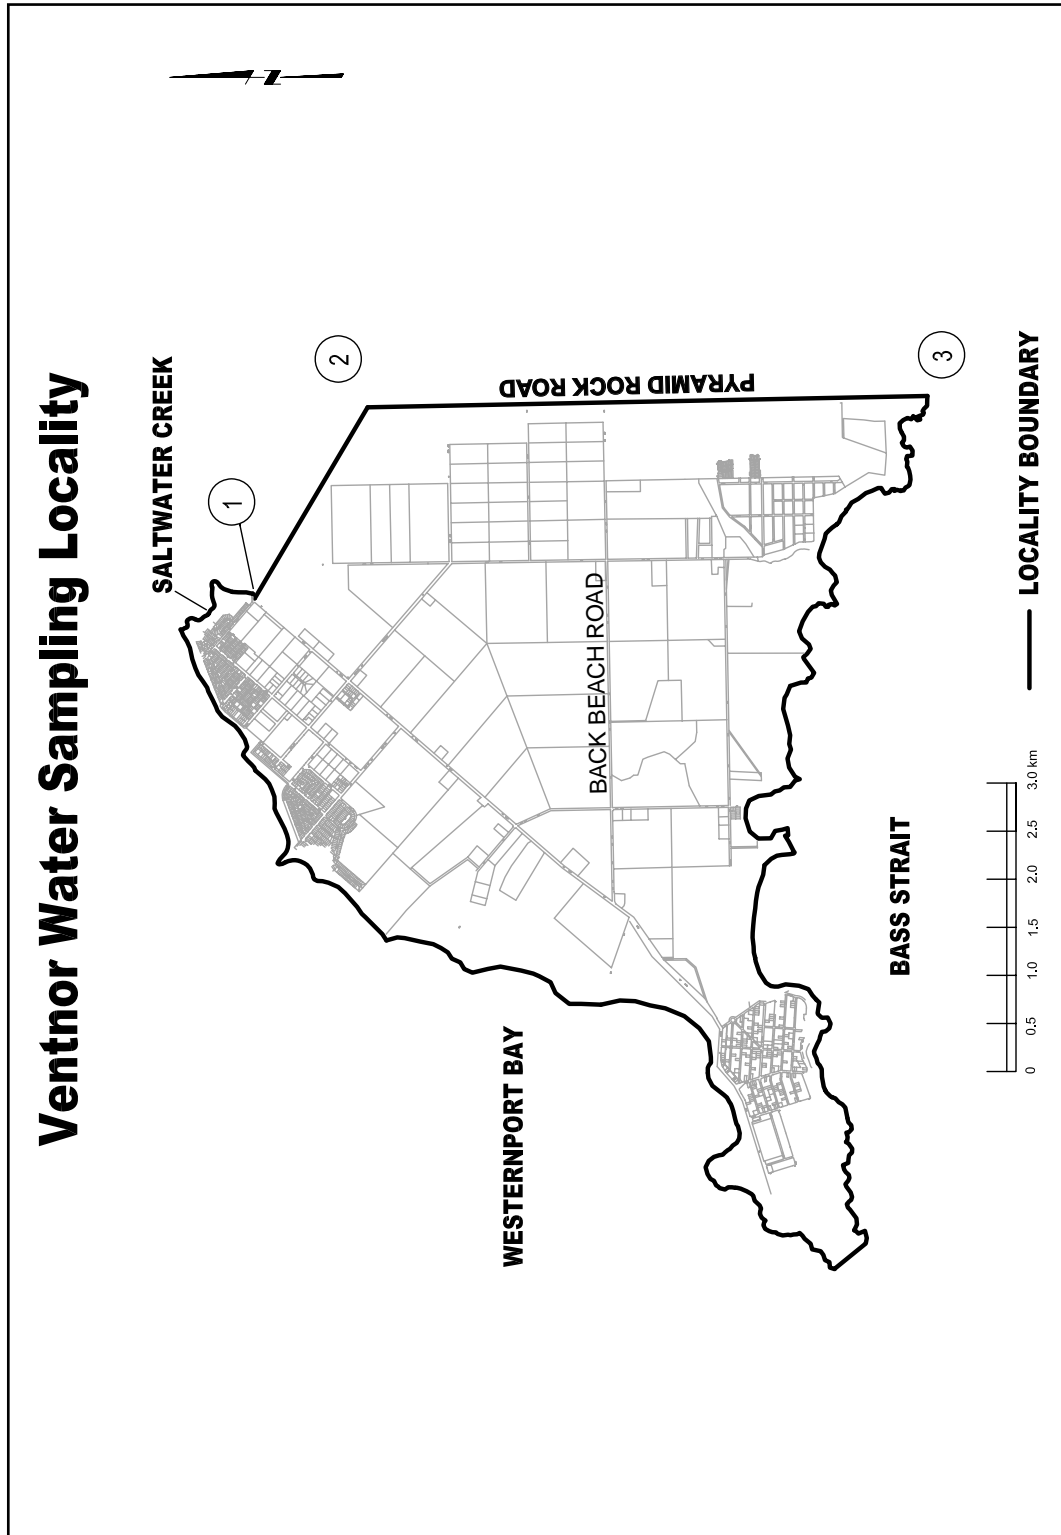 Ventnor Water Sampling Locality
N
SALTWATER CREEK
1
2
PYRAMID ROCK ROAD
BACK BEACH ROAD
WESTERNPORT BAY
BASS STRAIT
3
0 0.5 1.0 1.5 2.0 2.5 3.0 km
LOCALITY BOUNDARY